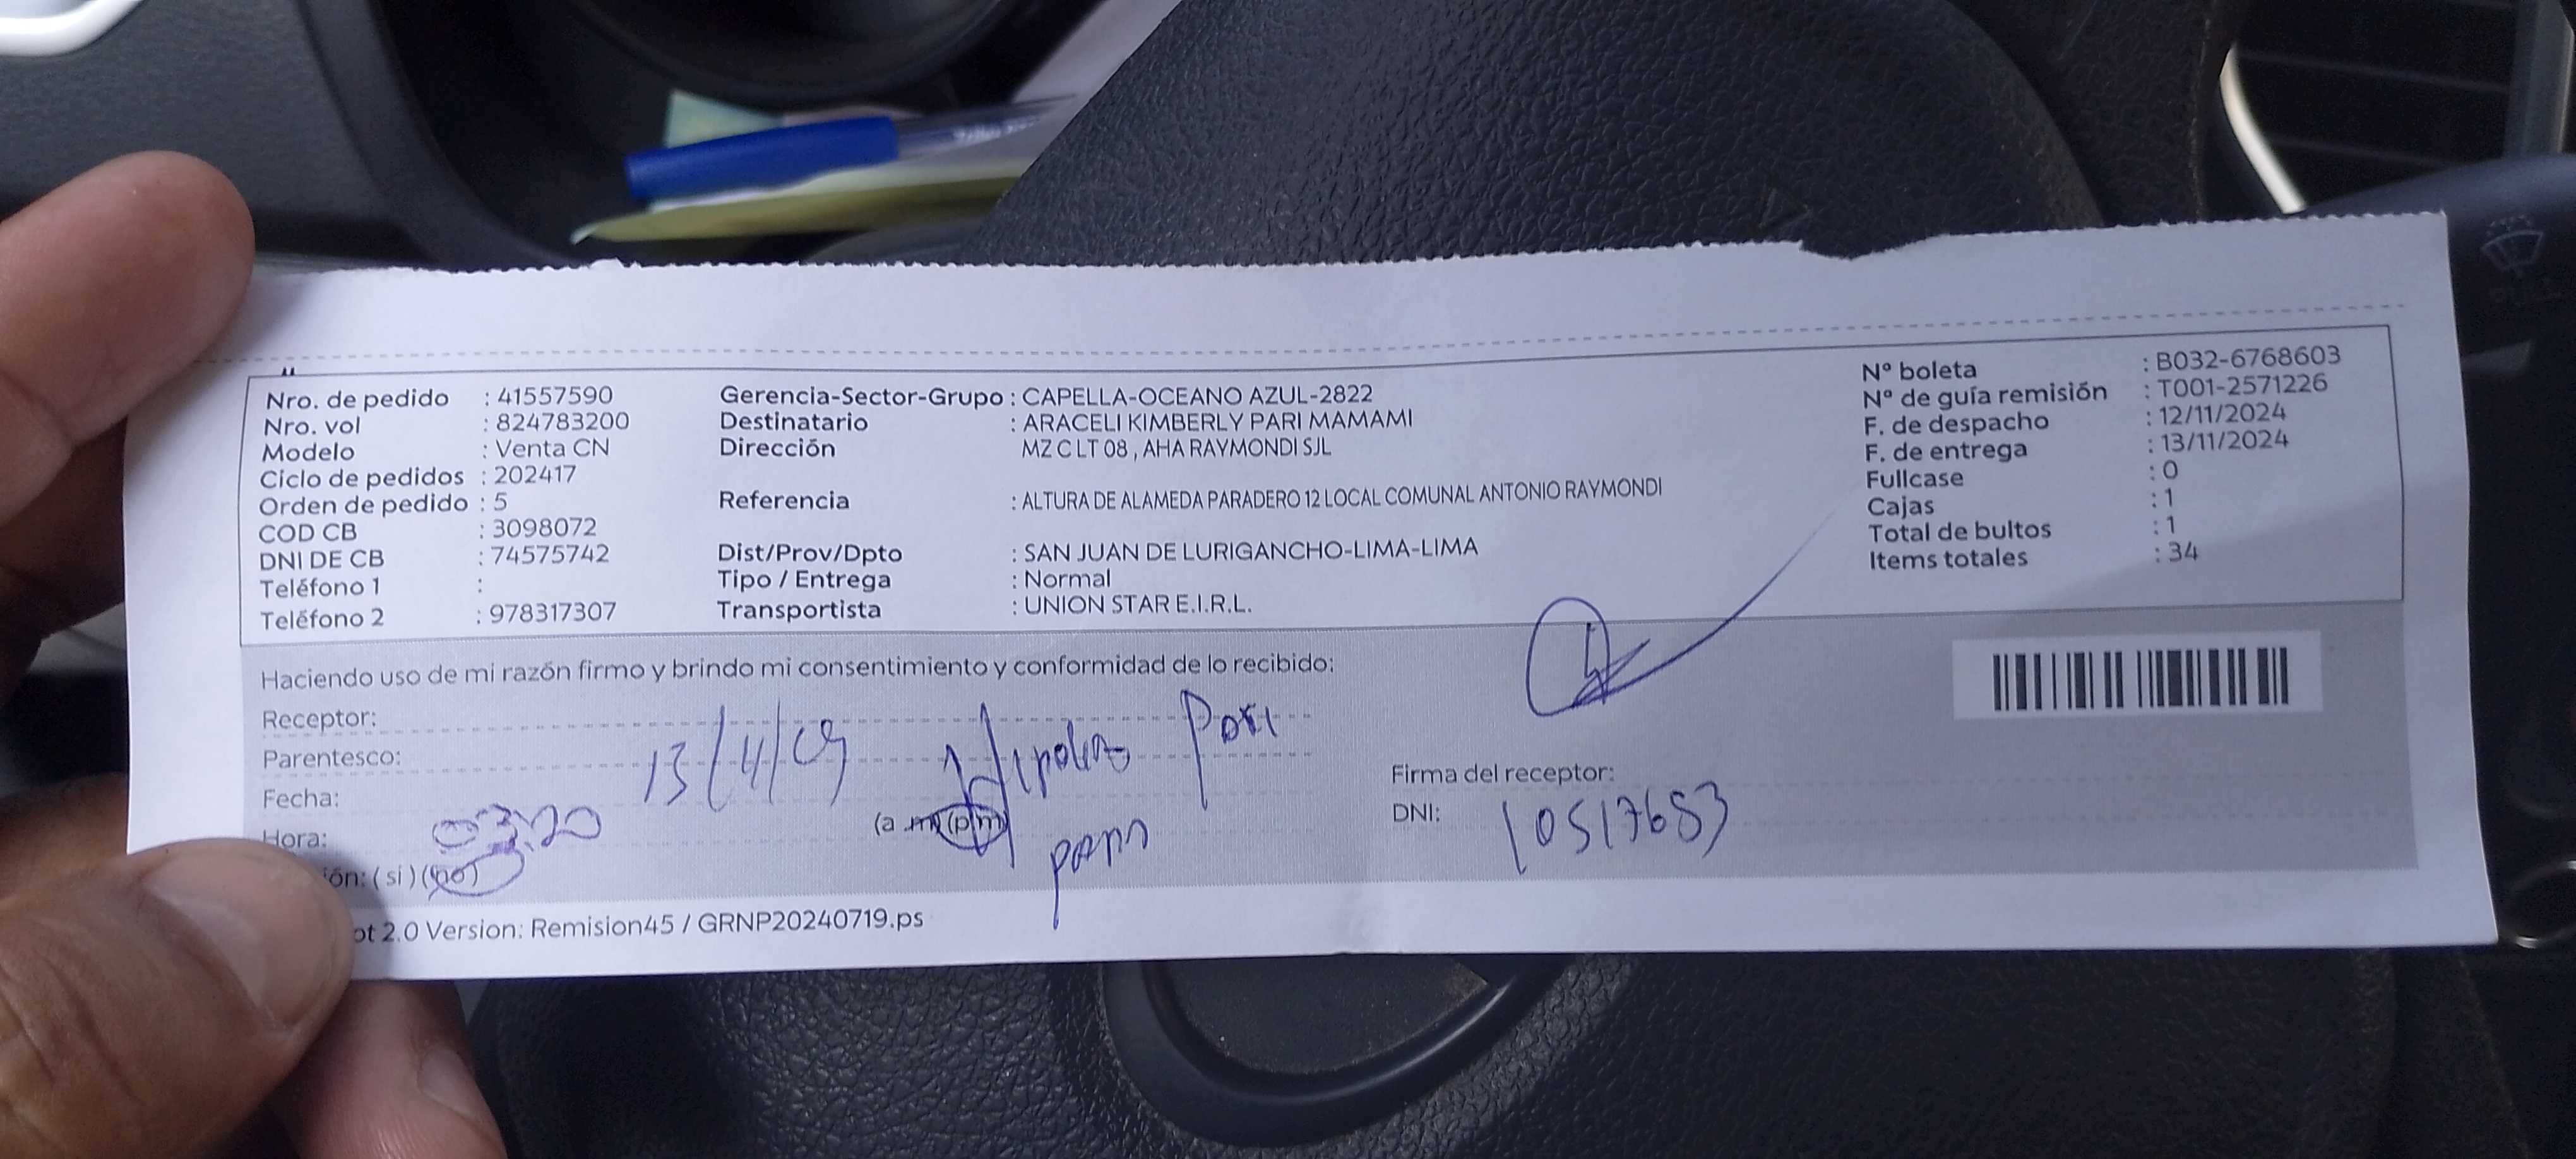 Nro. de pedido : 41557590
Nro. vol : 824783200
Modelo : Venta CN
Ciclo de pedidos : 202417
Orden de pedido : 5
COD CB : 3098072
DNI DE CB : 74575742
Teléfono 1 :
Teléfono 2 : 978317307
Gerencia-Sector-Grupo : CAPELLA-OCEANO AZUL-2822
Destinatario : ARACELI KIMBERLY PARI MAMAMI
Dirección MZ C LT 08 , AHA RAYMONDI SJL
Referencia : ALTURA DE ALAMEDA PARADERO 12 LOCAL COMUNAL ANTONIO RAYMONDI
Dist/Prov/Dpto : SAN JUAN DE LURIGANCHO-LIMA-LIMA
Tipo / Entrega : Normal
Transportista : UNION STAR E.I.R.L.
Nº boleta : B032-6768603
Nº de guía remisión : T001-2571226
F. de despacho : 12/11/2024
F. de entrega : 13/11/2024
Fullcase : 0
Cajas : 1
Total de bultos : 1
Items totales : 34
Haciendo uso de mi razón firmo y brindo mi consentimiento y conformidad de lo recibido:
Receptor: Pari
Parentesco:
Fecha:
Hora: 03:20 (a m) (p m)
ión: ( si ) (no)
Firma del receptor:
DNI: 10517683
ot 2.0 Version: Remision45 / GRNP20240719.ps